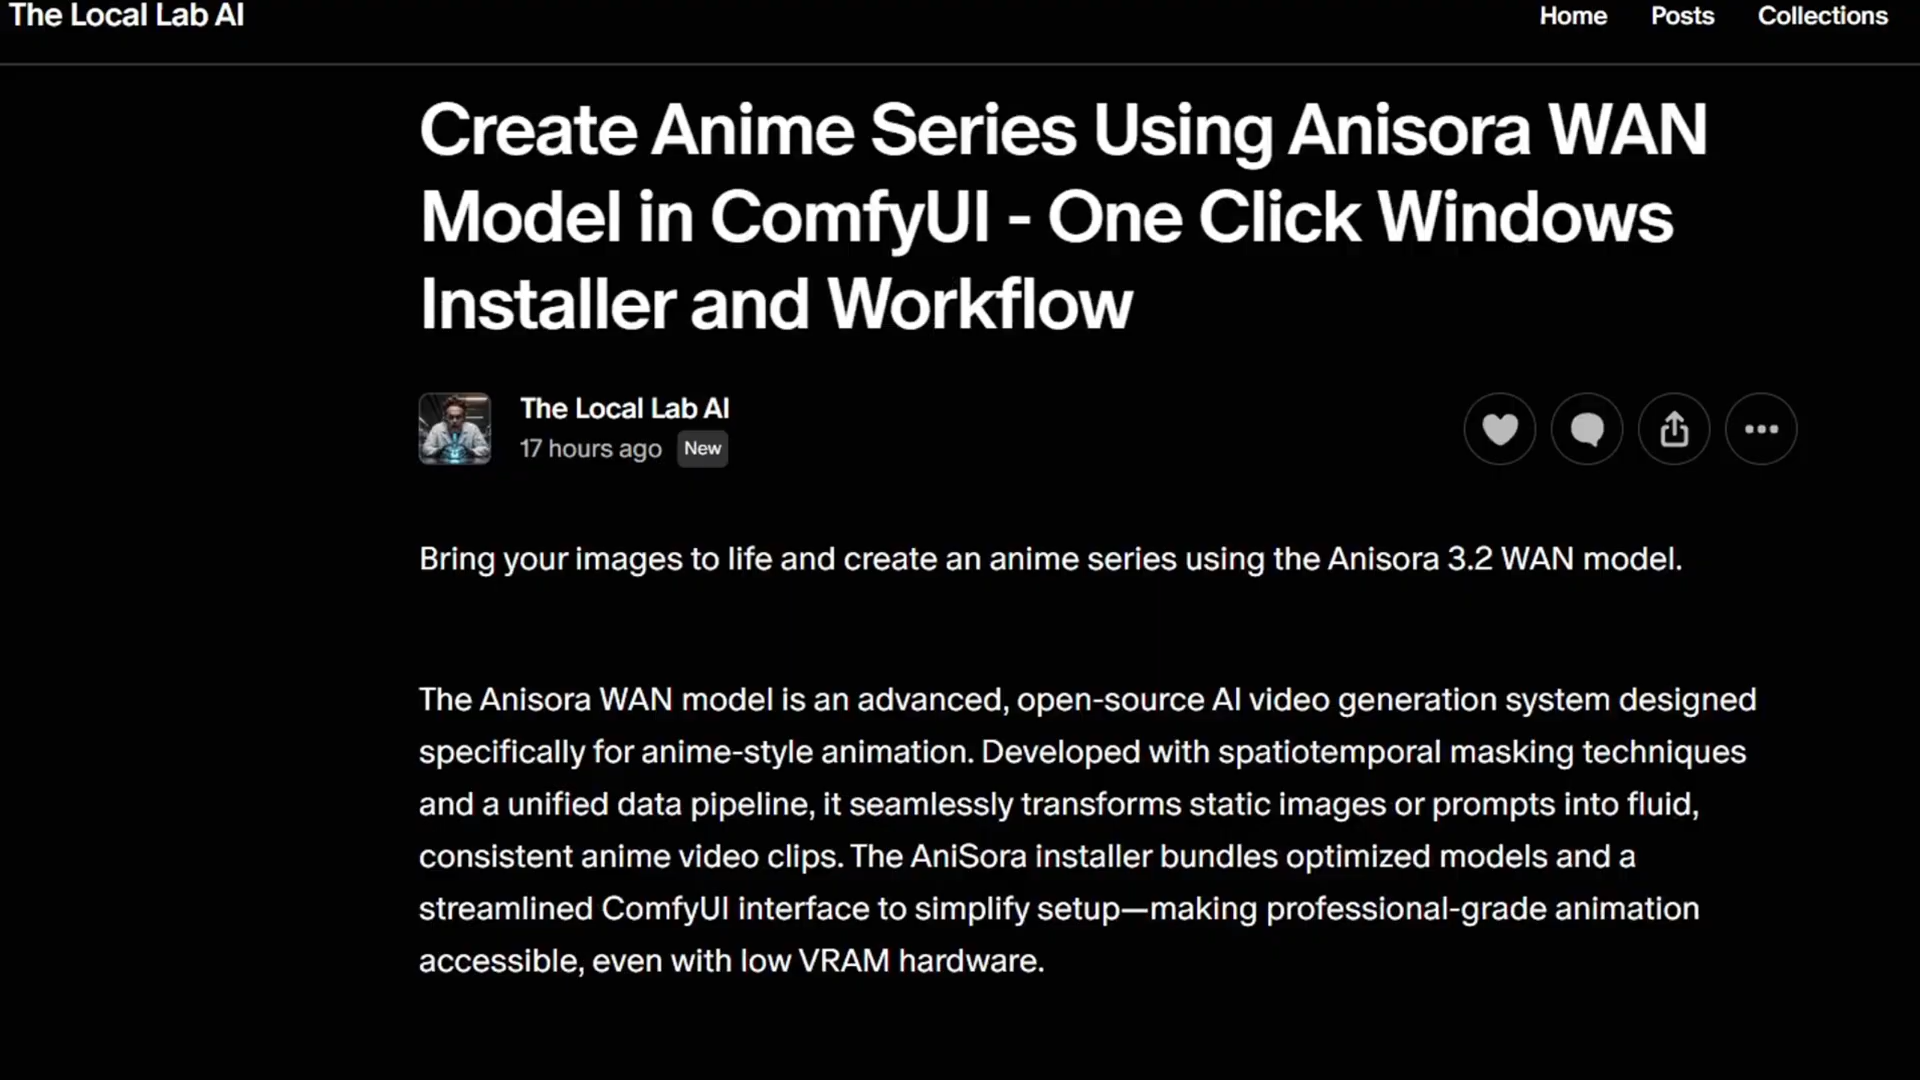 The Local Lab AI
Home Posts Collections
Create Anime Series Using Anisora WAN
Model in ComfyUI - One Click Windows
Installer and Workflow
The Local Lab AI
17 hours ago New
Bring your images to life and create an anime series using the Anisora 3.2 WAN model.
The Anisora WAN model is an advanced, open-source AI video generation system designed
specifically for anime-style animation. Developed with spatiotemporal masking techniques
and a unified data pipeline, it seamlessly transforms static images or prompts into fluid,
consistent anime video clips. The AniSora installer bundles optimized models and a
streamlined ComfyUI interface to simplify setup—making professional-grade animation
accessible, even with low VRAM hardware.